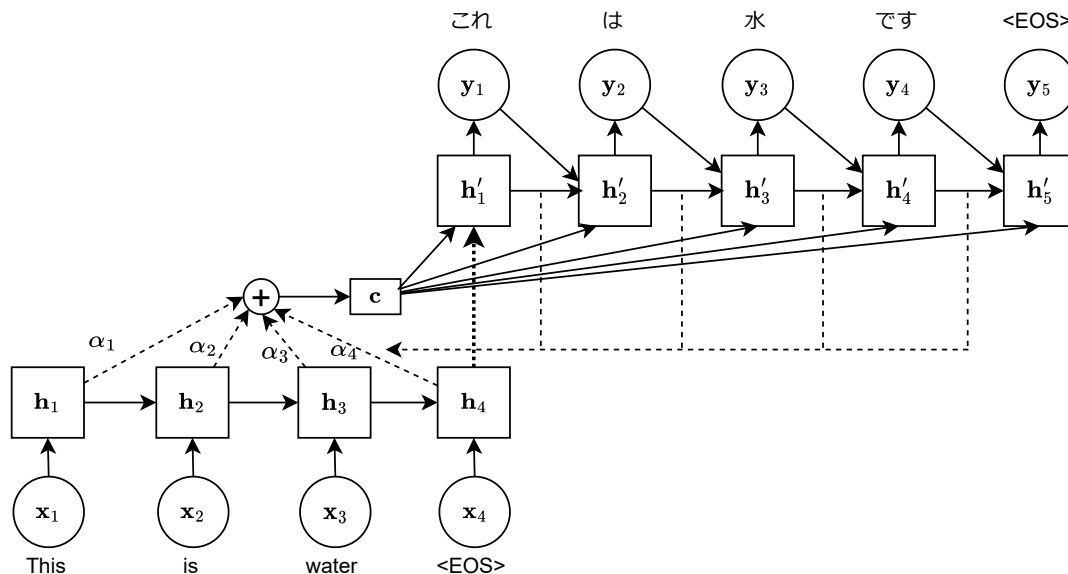 これ は 水 です <EOS>
y₁ y₂ y₃ y₄ y₅
h′₁ h′₂ h′₃ h′₄ h′₅
+ c
α₁ α₂ α₃ α₄
h₁ h₂ h₃ h₄
x₁ x₂ x₃ x₄
This is water <EOS>